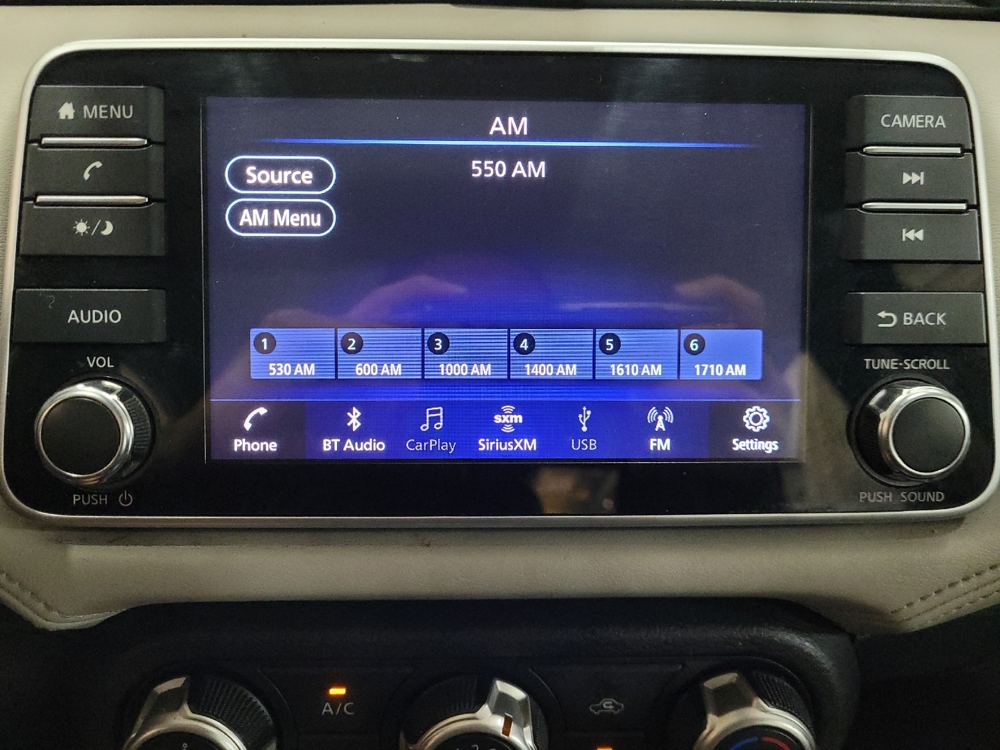 MENU
AUDIO
VOL
PUSH
AM
550 AM
Source
AM Menu
1 2 3 4 5 6
530 AM 600 AM 1000 AM 1400 AM 1610 AM 1710 AM
sxm
Phone BT Audio CarPlay SiriusXM USB FM Settings
CAMERA
BACK
TUNE·SCROLL
PUSH SOUND
A/C